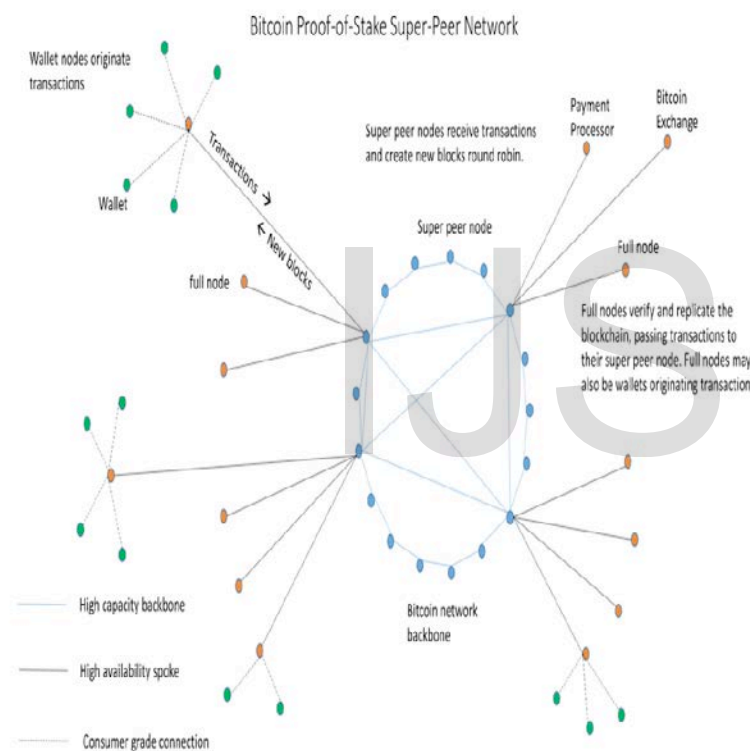 Bitcoin Proof-of-Stake Super-Peer Network
Wallet nodes originate
transactions
Payment
Processor
Bitcoin
Exchange
Super peer nodes receive transactions
and create new blocks round robin.
Transactions →
← New blocks
Wallet
Super peer node
full node
Full node
Full nodes verify and replicate the
blockchain, passing transactions to
their super peer node. Full nodes may
also be wallets originating transaction
IJS
High capacity backbone
Bitcoin network
backbone
High availability spoke
Consumer grade connection